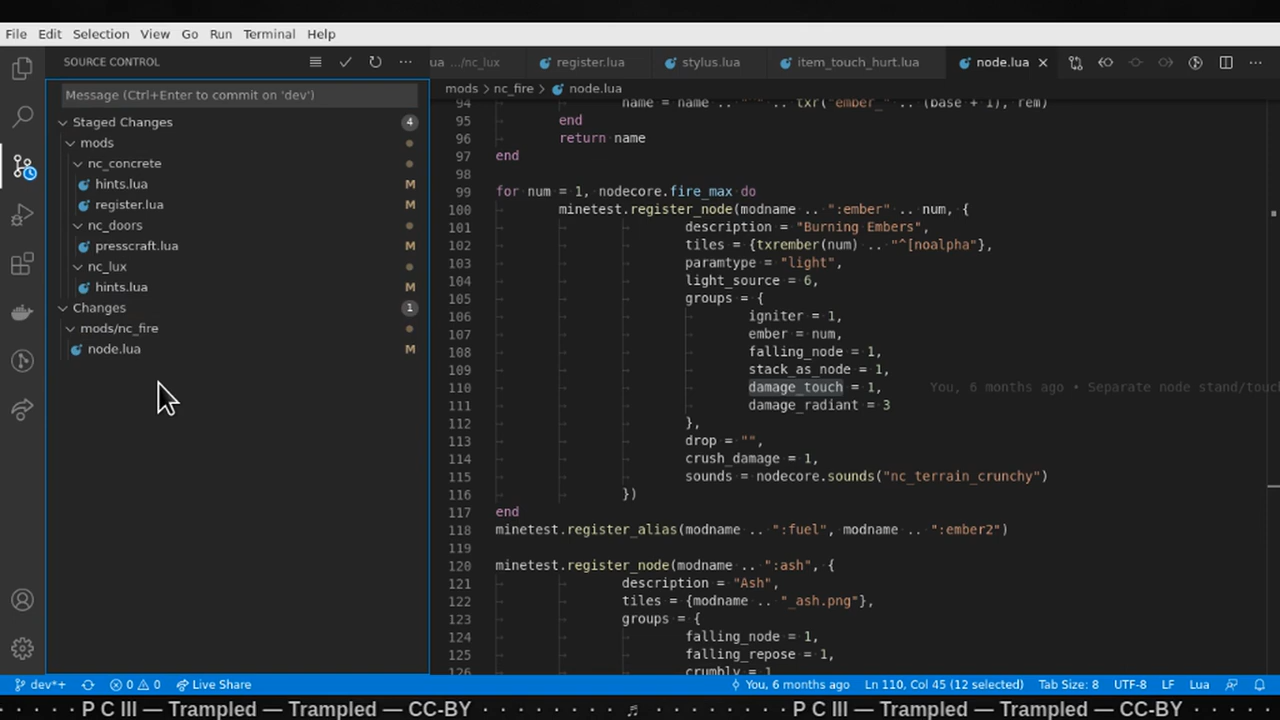 File Edit Selection View Go Run Terminal Help
SOURCE CONTROL
ua .../nc_lux register.lua stylus.lua item_touch_hurt.lua node.lua
Message (Ctrl+Enter to commit on 'dev')
mods > nc_fire > node.lua
Staged Changes 4
mods
nc_concrete
hints.lua M
register.lua M
nc_doors
presscraft.lua M
nc_lux
hints.lua M
Changes 1
mods/nc_fire
node.lua M
94 name = name .. "^" .. txr("ember_" .. (base + 1), rem)
95 end
96 return name
97 end
98
99 for num = 1, nodecore.fire_max do
100 minetest.register_node(modname .. ":ember" .. num, {
101 description = "Burning Embers",
102 tiles = {txrember(num) .. "^[noalpha"},
103 paramtype = "light",
104 light_source = 6,
105 groups = {
106 igniter = 1,
107 ember = num,
108 falling_node = 1,
109 stack_as_node = 1,
110 damage_touch = 1, You, 6 months ago • Separate node stand/touc
111 damage_radiant = 3
112 },
113 drop = "",
114 crush_damage = 1,
115 sounds = nodecore.sounds("nc_terrain_crunchy")
116 })
117 end
118 minetest.register_alias(modname .. ":fuel", modname .. ":ember2")
119
120 minetest.register_node(modname .. ":ash", {
121 description = "Ash",
122 tiles = {modname .. "_ash.png"},
123 groups = {
124 falling_node = 1,
125 falling_repose = 1,
126 crumbly = 1
dev*+ 0 0 Live Share You, 6 months ago Ln 110, Col 45 (12 selected) Tab Size: 8 UTF-8 LF Lua
P C III — Trampled — Trampled — CC-BY · · · · · · · · · ♬ · · · · · · · · · P C III — Trampled — Trampled — CC-BY